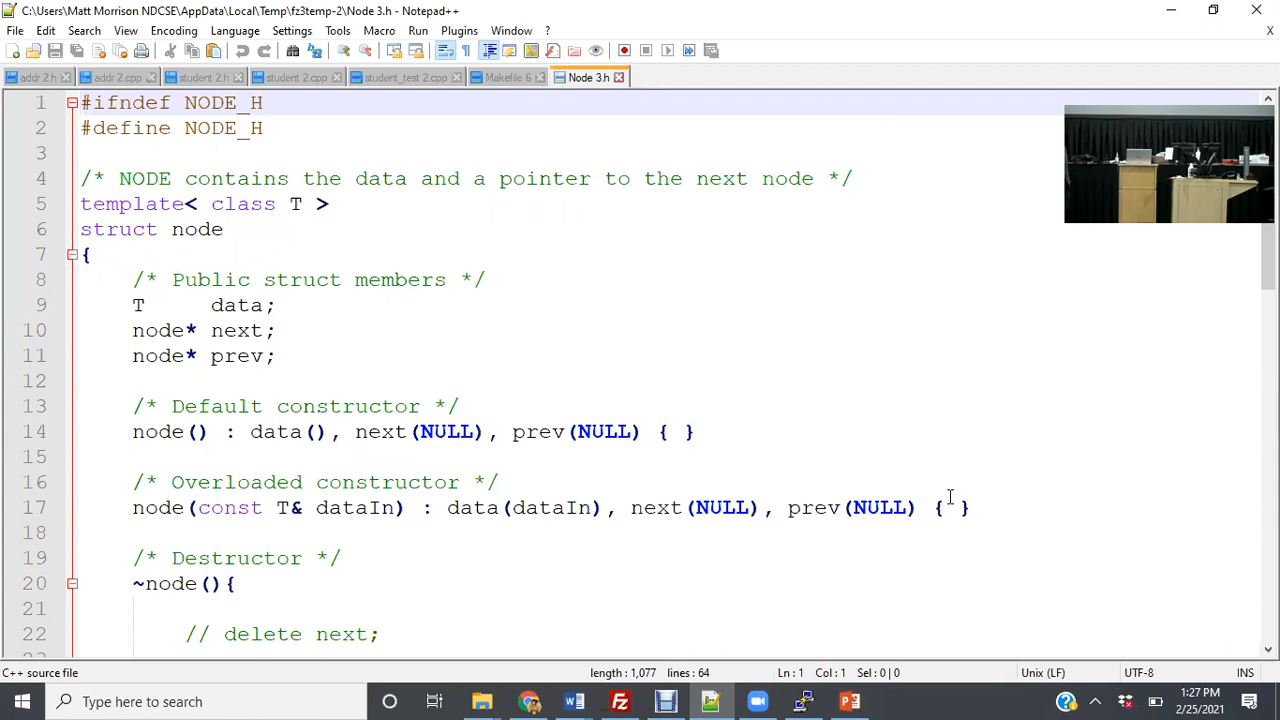 C:\Users\Matt Morrison NDCSE\AppData\Local\Temp\fz3temp-2\Node 3.h - Notepad++
File Edit Search View Encoding Language Settings Tools Macro Run Plugins Window ?
addr 2.h addr 2.cpp student 2.h student 2.cpp student_test 2.cpp Makefile 6 Node 3.h
1 #ifndef NODE_H
2 #define NODE_H
3
4 /* NODE contains the data and a pointer to the next node */
5 template< class T >
6 struct node
7 {
8 /* Public struct members */
9 T data;
10 node* next;
11 node* prev;
12
13 /* Default constructor */
14 node() : data(), next(NULL), prev(NULL) { }
15
16 /* Overloaded constructor */
17 node(const T& dataIn) : data(dataIn), next(NULL), prev(NULL) { }
18
19 /* Destructor */
20 ~node(){
21
22 // delete next;
C++ source file length : 1,077 lines : 64 Ln : 1 Col : 1 Sel : 0 | 0 Unix (LF) UTF-8 INS
Type here to search
1:27 PM
2/25/2021